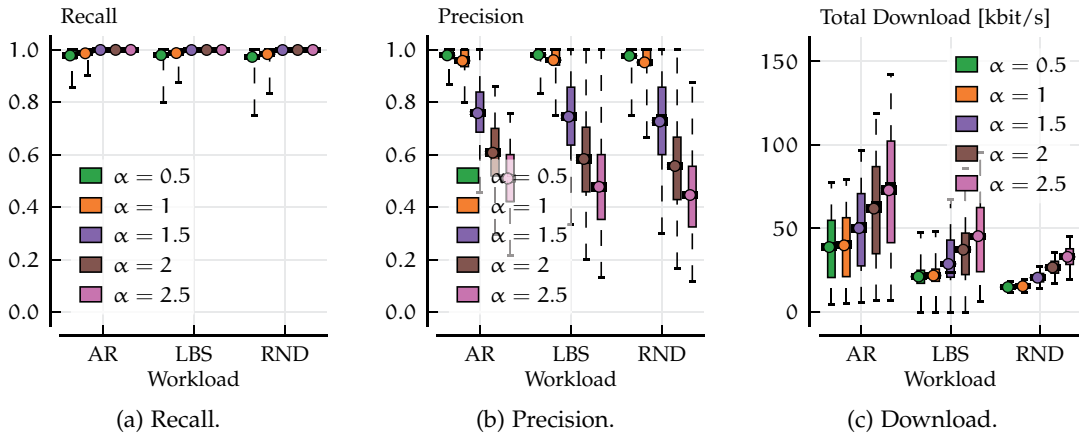 Recall
1.0
0.8
0.6
0.4
0.2
0.0
α = 0.5
α = 1
α = 1.5
α = 2
α = 2.5
AR LBS RND
Workload
(a) Recall.
Precision
1.0
0.8
0.6
0.4
0.2
0.0
α = 0.5
α = 1
α = 1.5
α = 2
α = 2.5
AR LBS RND
Workload
(b) Precision.
Total Download [kbit/s]
150
100
50
0
α = 0.5
α = 1
α = 1.5
α = 2
α = 2.5
AR LBS RND
Workload
(c) Download.